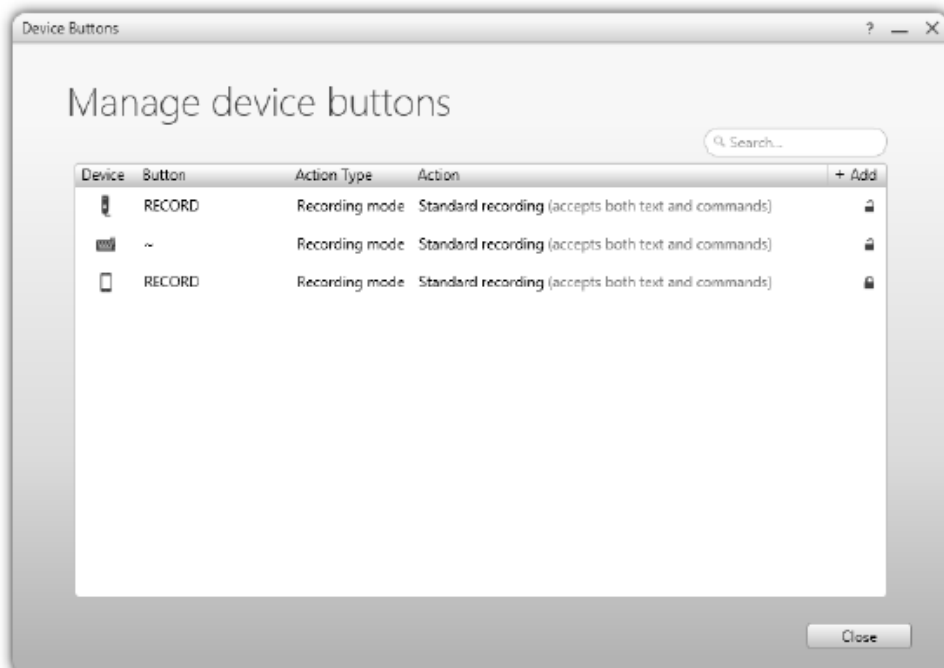 Device Buttons
Manage device buttons
Search...
Device Button Action Type Action + Add
RECORD Recording mode Standard recording (accepts both text and commands)
~ Recording mode Standard recording (accepts both text and commands)
RECORD Recording mode Standard recording (accepts both text and commands)
Close